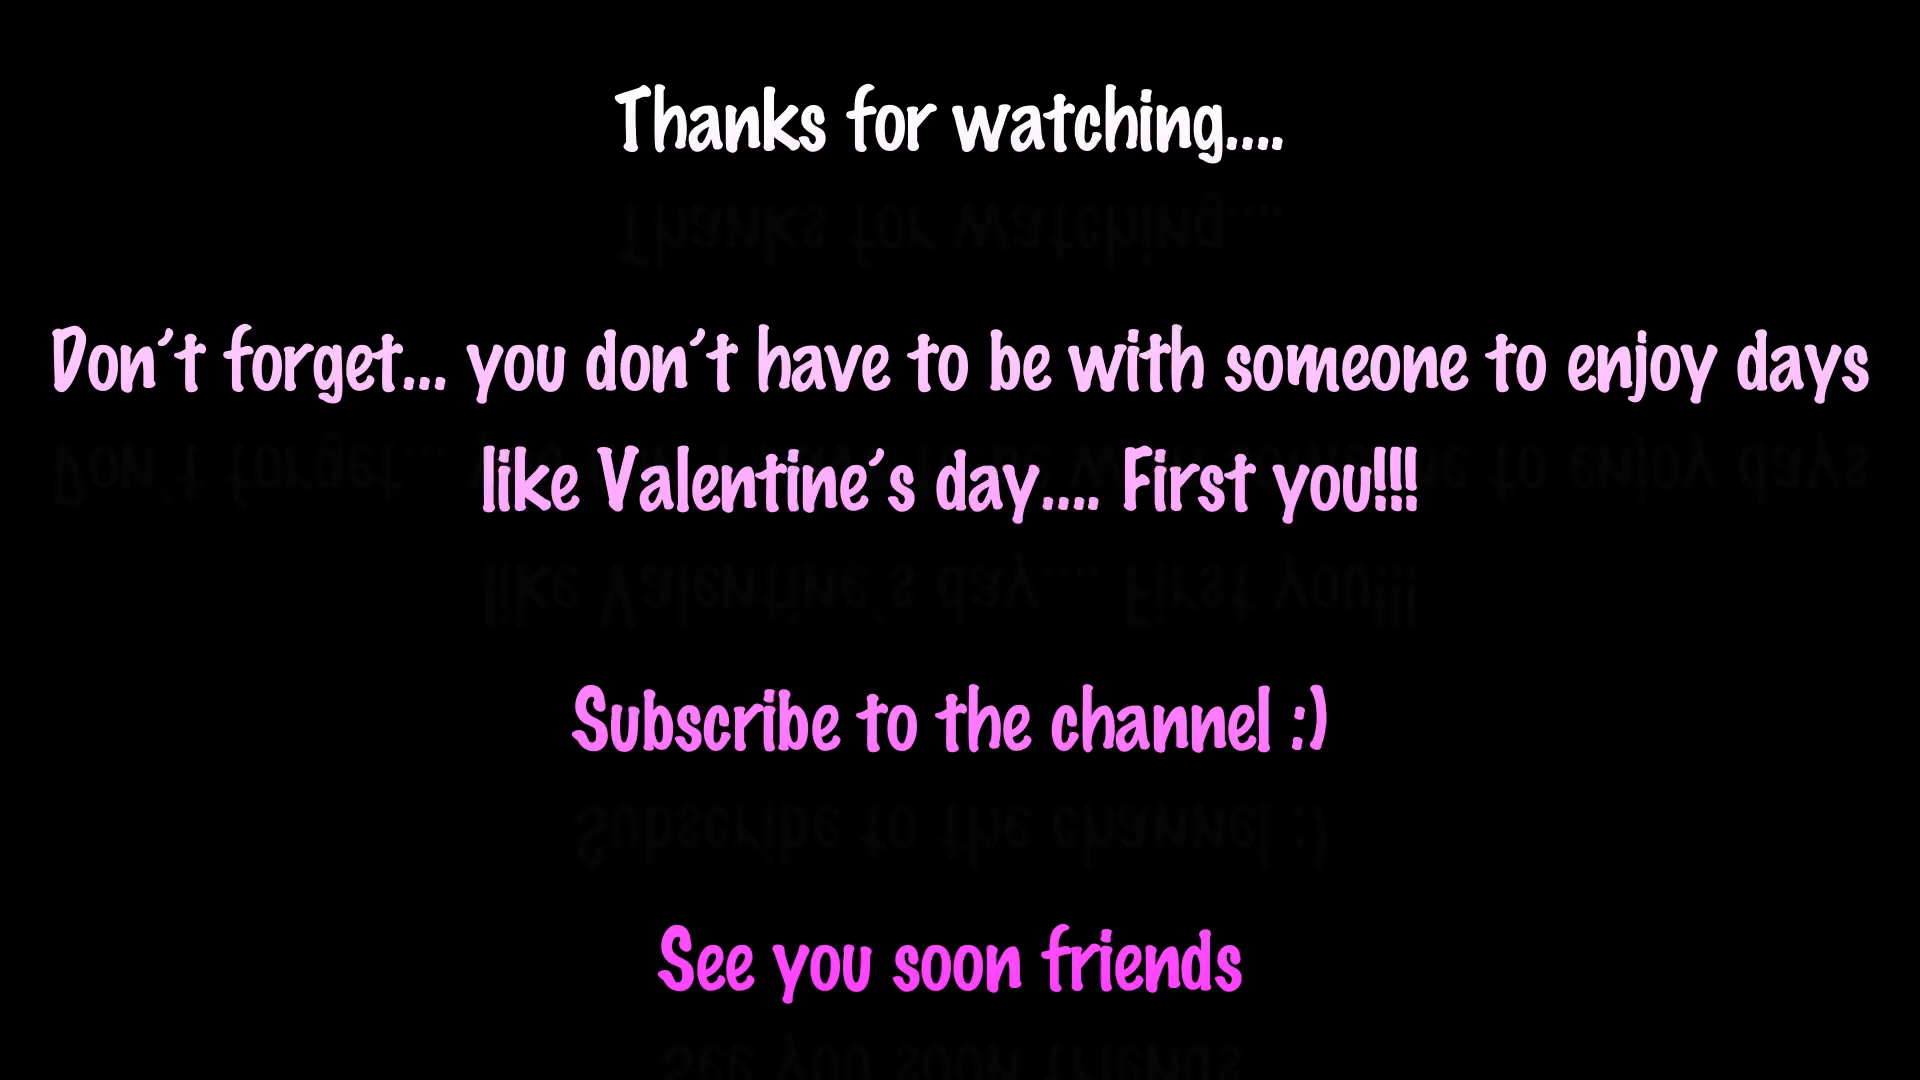 Thanks for watching....
Don’t forget... you don’t have to be with someone to enjoy days
like Valentine’s day.... First you!!!
Subscribe to the channel :)
See you soon friends